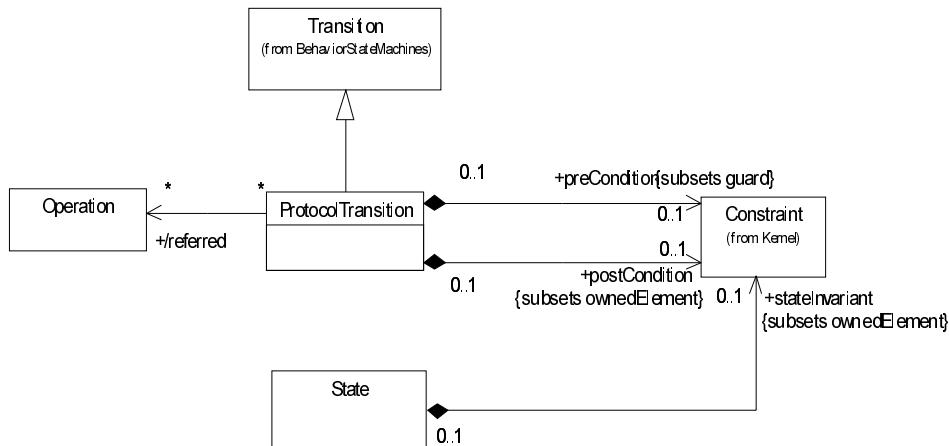 Transition
(from BehaviorStateMachines)
0..1
* *
+preCondition{subsets guard}
Operation
ProtocolTransition
0..1
Constraint
(from Kernel)
+/referred
0..1
0..1
+postCondition
{subsets ownedElement}
0..1
+stateInvariant
{subsets ownedElement}
State
0..1